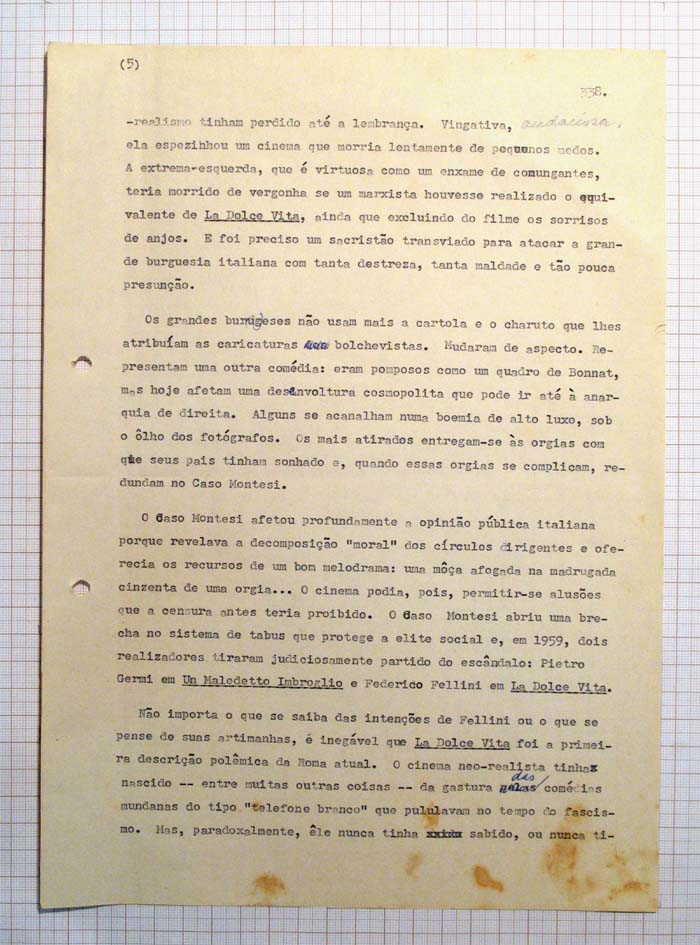 (5)
338.
-realismo tinham perdido até a lembrança. Vingativa, audaciosa,
ela espezinhou um cinema que morria lentamente de pequenos medos.
A extrema-esquerda, que é virtuosa como um enxame de comungantes,
teria morrido de vergonha se um marxista houvesse realizado o equi-
valente de La Dolce Vita, ainda que excluindo do filme os sorrisos
de anjos. E foi preciso um sacristão transviado para atacar a gran-
de burguesia italiana com tanta destreza, tanta maldade e tão pouca
presunção.
Os grandes burgueses não usam mais a cartola e o charuto que lhes
atribuíam as caricaturas bolchevistas. Mudaram de aspecto. Re-
presentam uma outra comédia: eram pomposos como um quadro de Bonnat,
mas hoje afetam uma desenvoltura cosmopolita que pode ir até à anar-
quia de direita. Alguns se acanalham numa boemia de alto luxo, sob
o ôlho dos fotógrafos. Os mais atirados entregam-se às orgias com
que seus pais tinham sonhado e, quando essas orgias se complicam, re-
dundam no Caso Montesi.
O Caso Montesi afetou profundamente a opinião pública italiana
porque revelava a decomposição "moral" dos círculos dirigentes e ofe-
recia os recursos de um bom melodrama: uma môça afogada na madrugada
cinzenta de uma orgia... O cinema podia, pois, permitir-se alusões
que a censura antes teria proibido. O Caso Montesi abriu uma bre-
cha no sistema de tabus que protege a elite social e, em 1959, dois
realizadores tiraram judiciosamente partido do escândalo: Pietro
Germi em Un Maledetto Imbroglio e Federico Fellini em La Dolce Vita.
Não importa o que se saiba das intenções de Fellini ou o que se
pense de suas artimanhas, é inegável que La Dolce Vita foi a primei-
ra descrição polêmica da Roma atual. O cinema neo-realista tinha
nascido -- entre muitas outras coisas -- da gastura das comédias
mundanas do tipo "telefone branco" que pululavam no tempo do fascis-
mo. Mas, paradoxalmente, êle nunca tinha sabido, ou nunca ti-